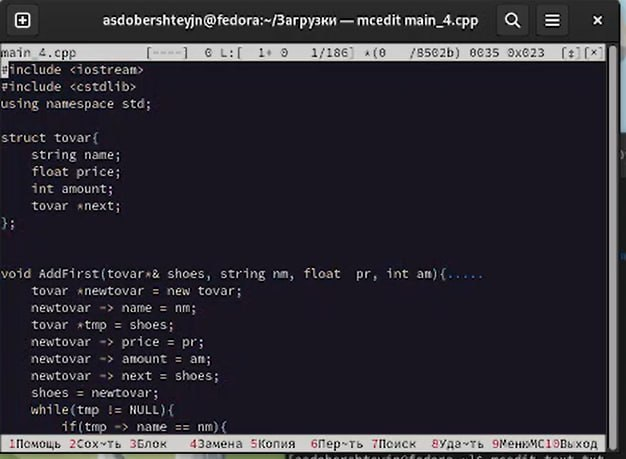 asdobershteyjn@fedora:~/Загрузки — mcedit main_4.cpp
main_4.cpp [----] 0 L:[ 1+ 0 1/186] *(0 /8502b) 0035 0x023 [↕][×]
#include <iostream>
#include <cstdlib>
using namespace std;
struct tovar{
string name;
float price;
int amount;
tovar *next;
};
void AddFirst(tovar*& shoes, string nm, float  pr, int am){.....
tovar *newtovar = new tovar;
newtovar -> name = nm;
tovar *tmp = shoes;
newtovar -> price = pr;
newtovar -> amount = am;
newtovar -> next = shoes;
shoes = newtovar;
while(tmp != NULL){
if(tmp -> name == nm){
1Помощь 2Сох~ть 3Блок 4Замена 5Копия 6Пер~ть 7Поиск 8Уда~ть 9МенюMC10Выход